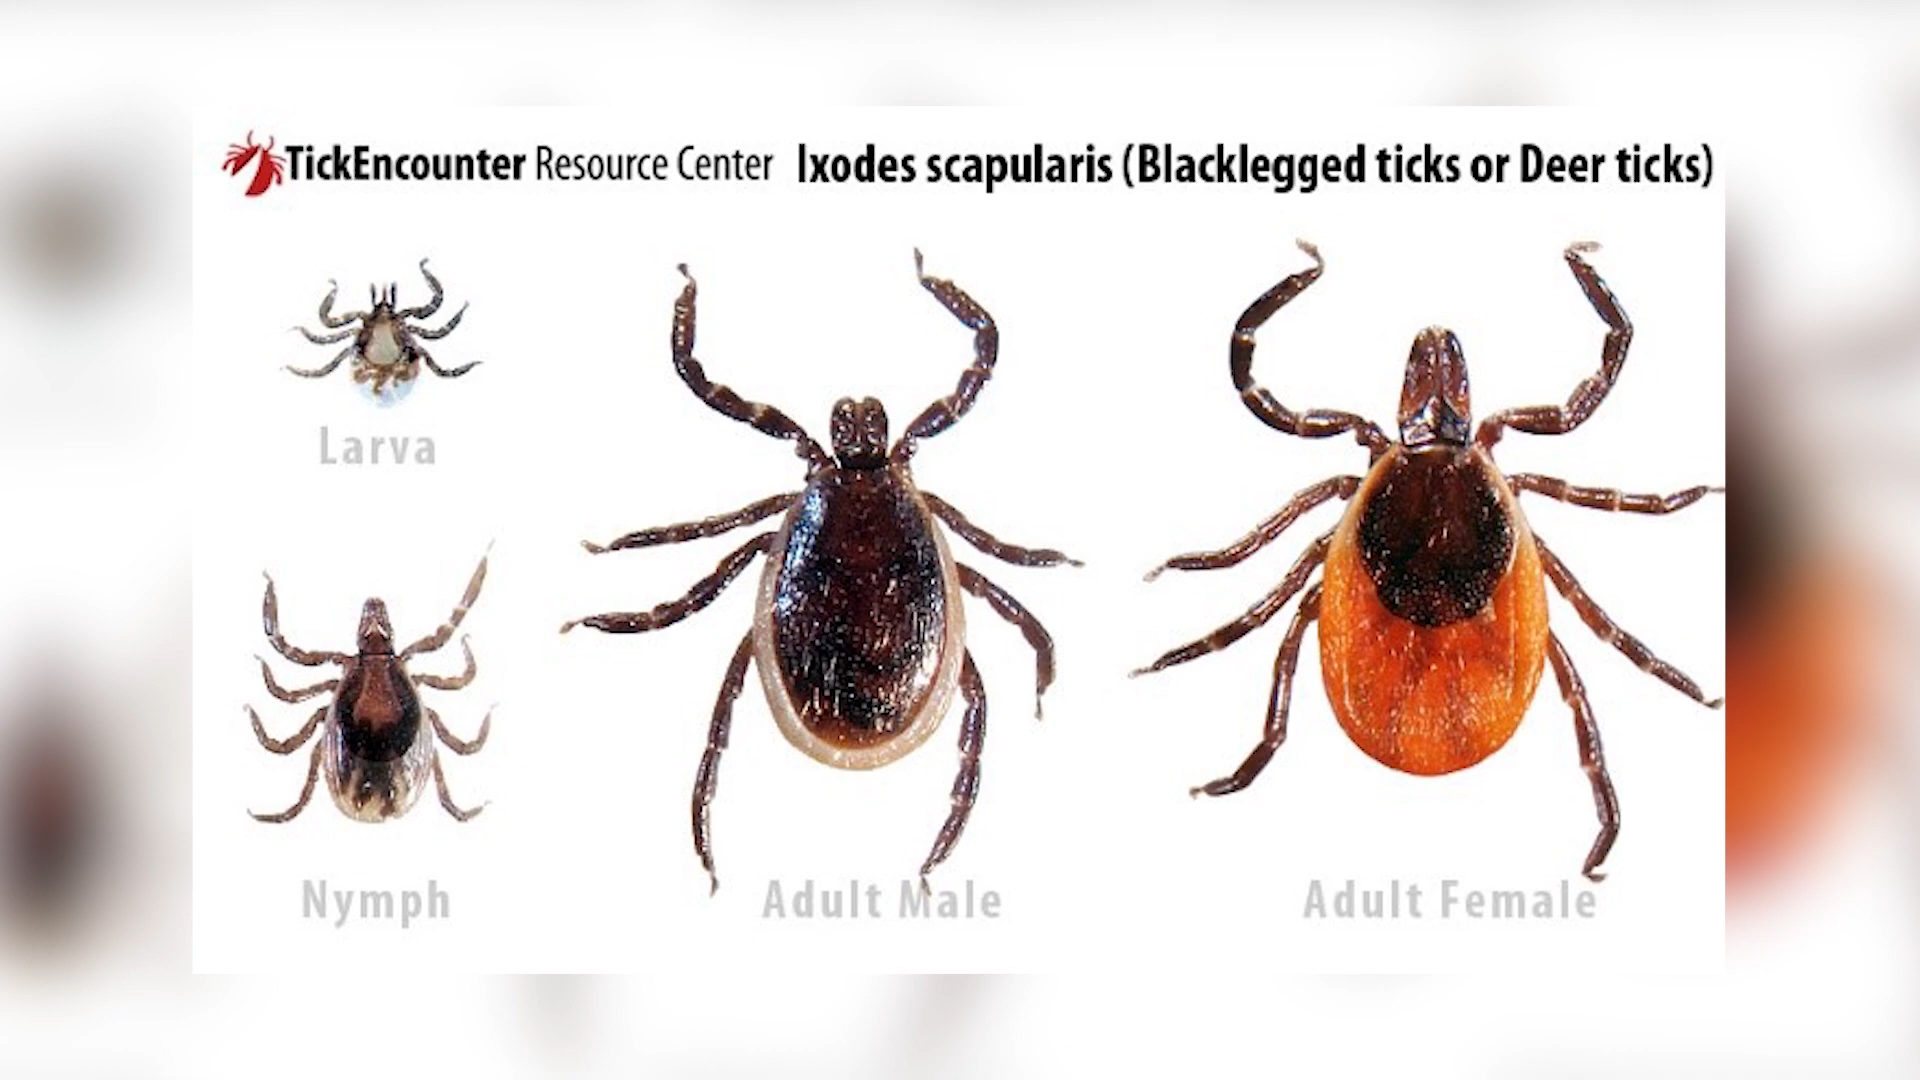 TickEncounter Resource Center Ixodes scapularis (Blacklegged ticks or Deer ticks)
Larva
Nymph
Adult Male
Adult Female